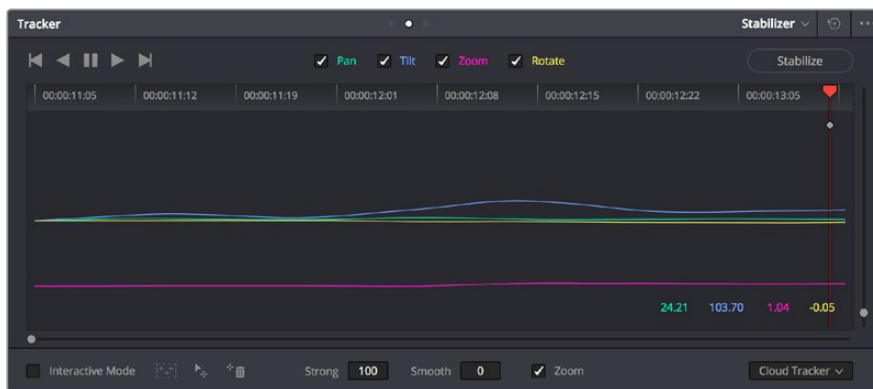 Tracker Stabilizer
Pan Tilt Zoom Rotate Stabilize
00:00:11:05 00:00:11:12 00:00:11:19 00:00:12:01 00:00:12:08 00:00:12:15 00:00:12:22 00:00:13:05
24.21 103.70 1.04 -0.05
Interactive Mode Strong 100 Smooth 0 Zoom Cloud Tracker